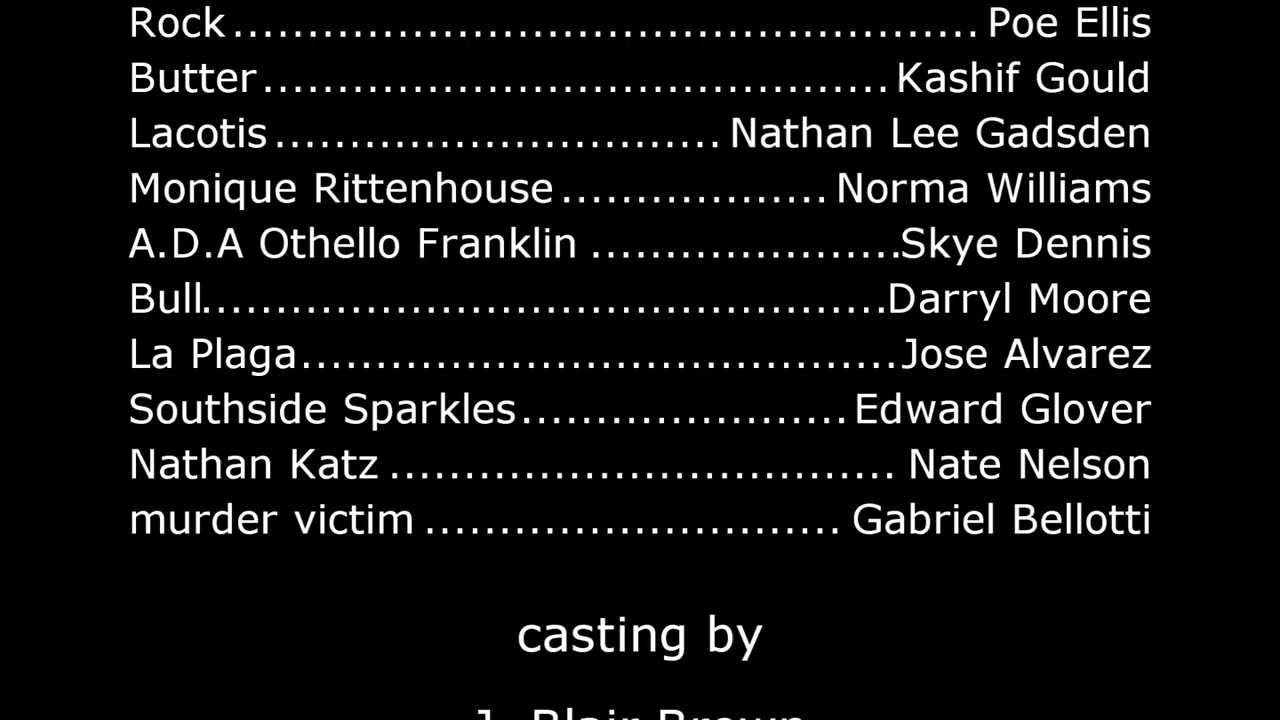 Rock.................................................. Poe Ellis
Butter.......................................... Kashif Gould
Lacotis.............................. Nathan Lee Gadsden
Monique Rittenhouse.................. Norma Williams
A.D.A Othello Franklin .....................Skye Dennis
Bull..............................................Darryl Moore
La Plaga........................................Jose Alvarez
Southside Sparkles...................... Edward Glover
Nathan Katz.................................. Nate Nelson
murder victim............................ Gabriel Bellotti
casting by
J. Blair Brown